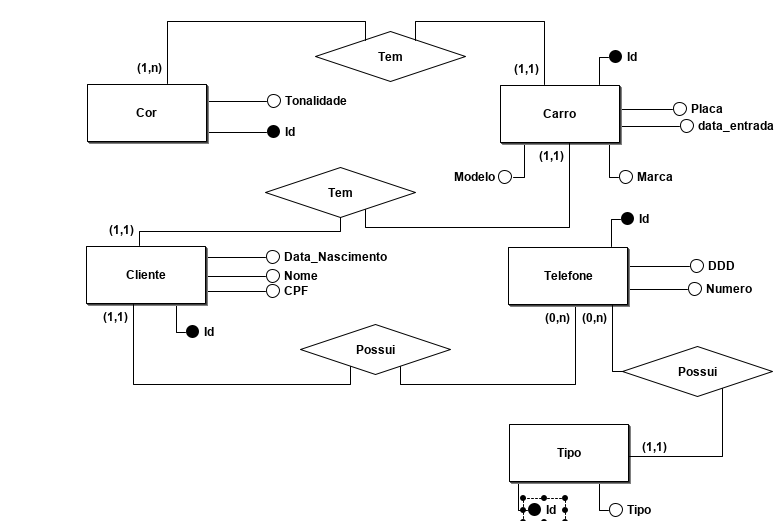 Tem
(1,n)
(1,1)
Id
Cor
Tonalidade
Id
Carro
Placa
data_entrada
Modelo
(1,1)
Marca
Tem
(1,1)
Id
Cliente
Data_Nascimento
Nome
CPF
Telefone
DDD
Numero
(1,1)
Id
(0,n)
(0,n)
Possui
Possui
Tipo
(1,1)
Id
Tipo